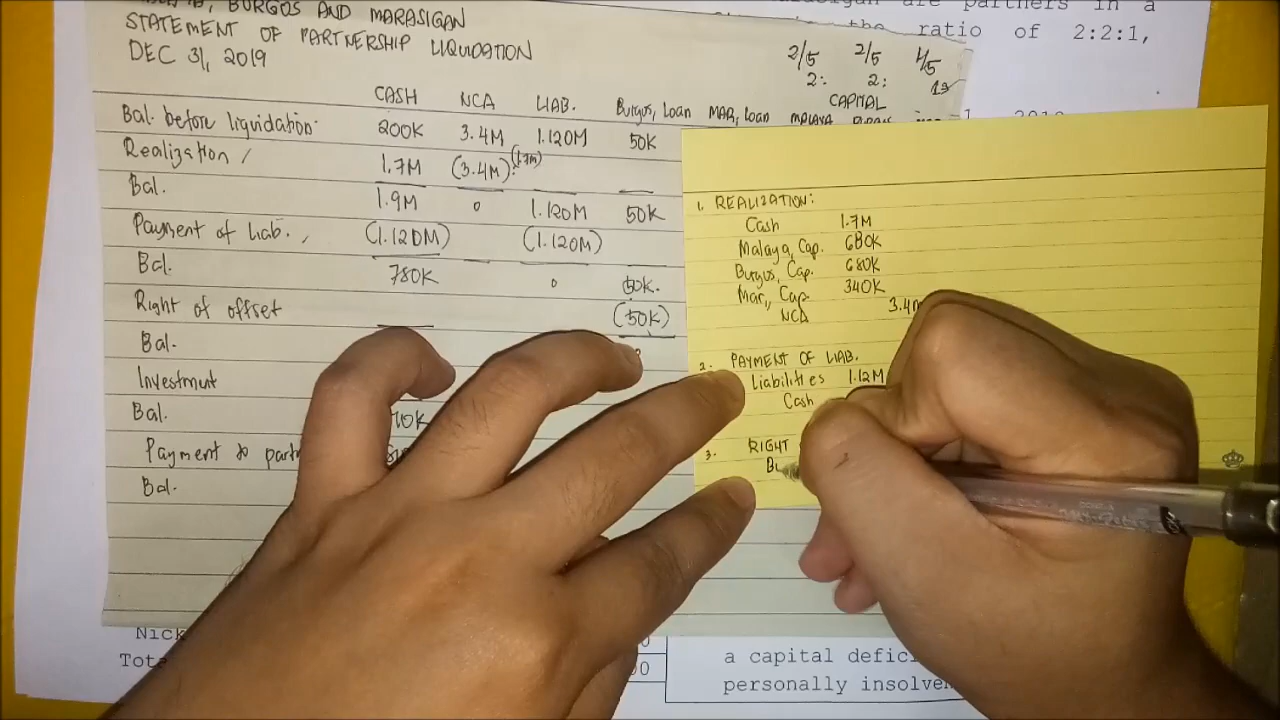 BURGOS AND MARASIGAN
STATEMENT OF PARTNERSHIP LIQUIDATION
DEC 31, 2019
2/5 2/5 1/5
2: 2:
CAPITAL
CASH NCA LIAB. Burgos, Loan MAR, Loan MALAYA
Bal. before liquidation 200K 3.4M 1.120M 50K
Realization / 1.7M (3.4M) (1.7M)
Bal. 1.9M 0 1.120M 50K
Payment of Liab. (1.120M) (1.120M)
Bal. 780K 0 50K.
Right of offset (50K)
Bal.
Investment
Bal.
Payment to
Bal.
1. REALIZATION:
Cash 1.7M
Malaya, Cap. 680K
Burgos, Cap. 680K
Mar., Cap. 340K
NCA 3.4M
2. PAYMENT OF LIAB.
Liabilities 1.12M
Cash
3. RIGHT
are partners in a
ratio of 2:2:1,
a capital
personally